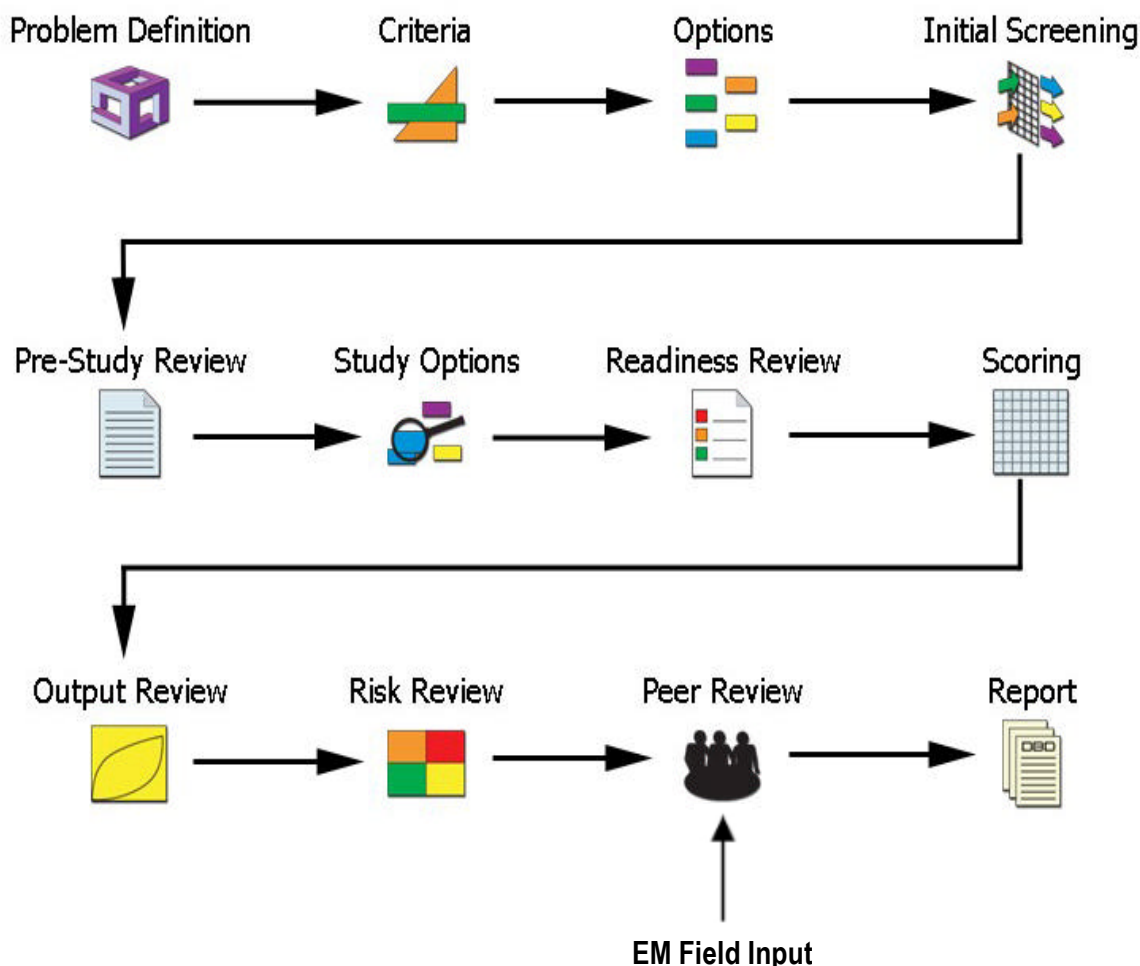 Problem Definition
Criteria
Options
Initial Screening
Pre-Study Review
Study Options
Readiness Review
Scoring
Output Review
Risk Review
Peer Review
Report
EM Field Input